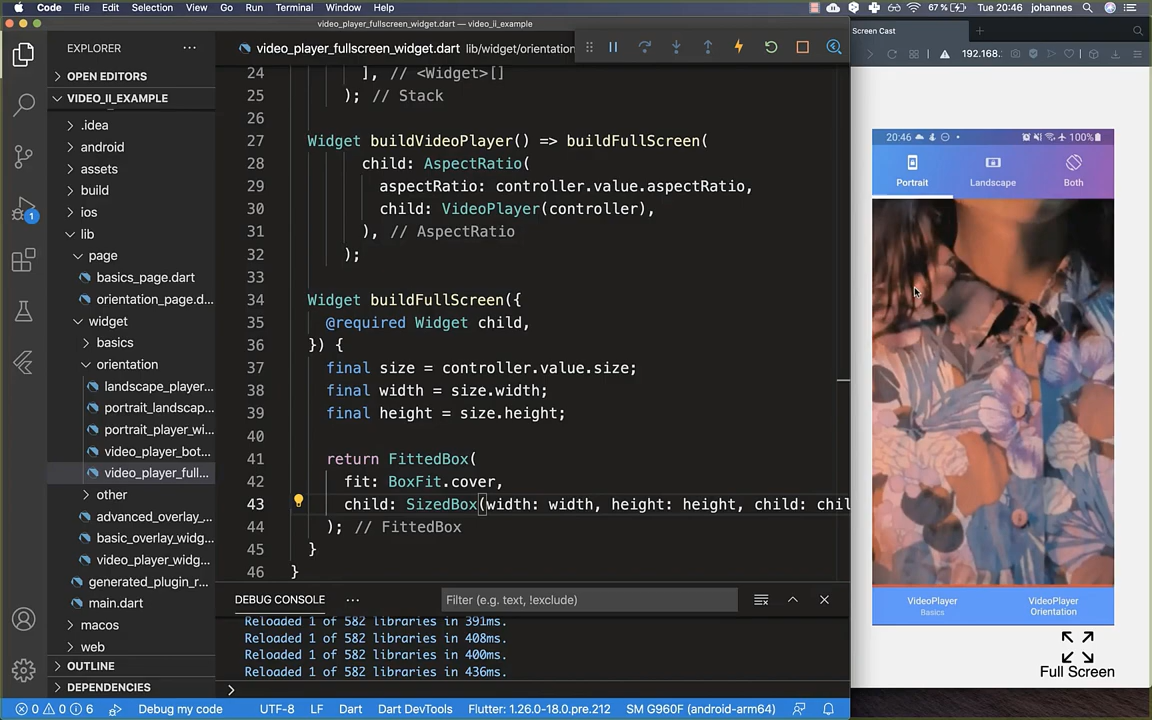 Code File Edit Selection View Go Run Terminal Window Help 67% Tue 20:46 johannes
video_player_fullscreen_widget.dart — video_ii_example
Screen Cast
EXPLORER
video_player_fullscreen_widget.dart lib/widget/orientation
192.168.
OPEN EDITORS
VIDEO_II_EXAMPLE
.idea
android
assets
build
ios
lib
page
basics_page.dart
orientation_page.d...
widget
basics
orientation
landscape_player...
portrait_landscap...
portrait_player_wi...
video_player_bot...
video_player_full...
other
advanced_overlay_...
basic_overlay_widg...
video_player_widg...
generated_plugin_r...
main.dart
macos
web
OUTLINE
DEPENDENCIES
1
24 ], // <Widget>[]
25 ); // Stack
26
27 Widget buildVideoPlayer() => buildFullScreen(
28 child: AspectRatio(
29 aspectRatio: controller.value.aspectRatio,
30 child: VideoPlayer(controller),
31 ), // AspectRatio
32 );
33
34 Widget buildFullScreen({
35 @required Widget child,
36 }) {
37 final size = controller.value.size;
38 final width = size.width;
39 final height = size.height;
40
41 return FittedBox(
42 fit: BoxFit.cover,
43 child: SizedBox(width: width, height: height, child: chil
44 ); // FittedBox
45 }
46 }
DEBUG CONSOLE
Filter (e.g. text, !exclude)
Reloaded 1 of 582 libraries in 391ms.
Reloaded 1 of 582 libraries in 408ms.
Reloaded 1 of 582 libraries in 400ms.
Reloaded 1 of 582 libraries in 436ms.
20:46 100%
Portrait
Landscape
Both
VideoPlayer
Basics
VideoPlayer
Orientation
Full Screen
0 0 6 Debug my code UTF-8 LF Dart Dart DevTools Flutter: 1.26.0-18.0.pre.212 SM G960F (android-arm64)